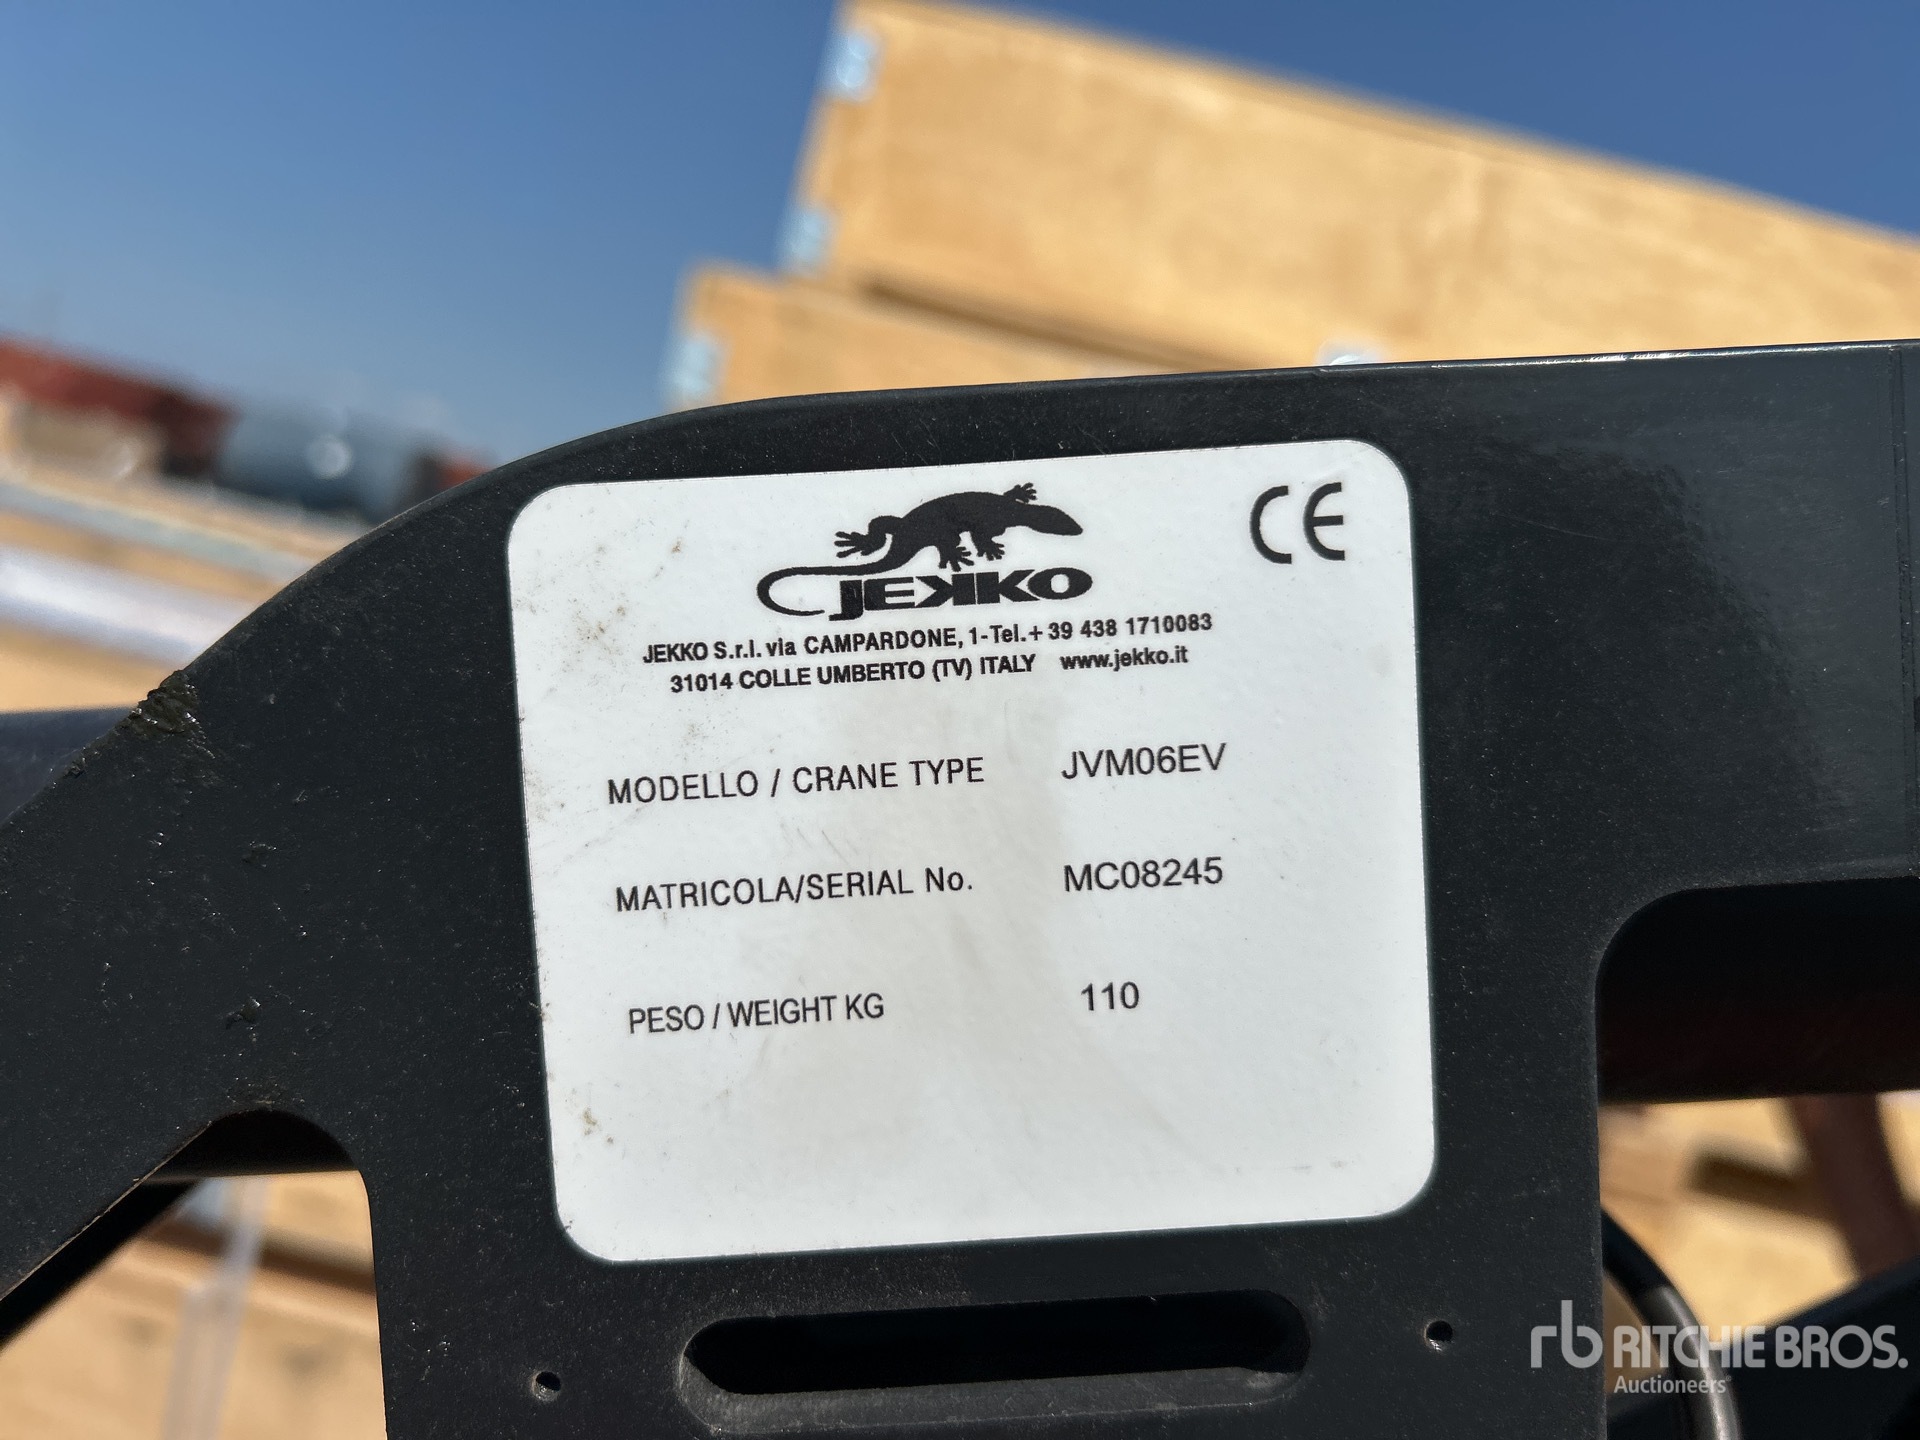 JEKKO
CE
JEKKO S.r.l. via CAMPARDONE, 1-Tel.+39 438 1710083
31014 COLLE UMBERTO (TV) ITALY www.jekko.it
MODELLO / CRANE TYPE JVM06EV
MATRICOLA/SERIAL No. MC08245
PESO / WEIGHT KG 110
rb RITCHIE BROS.
Auctioneers